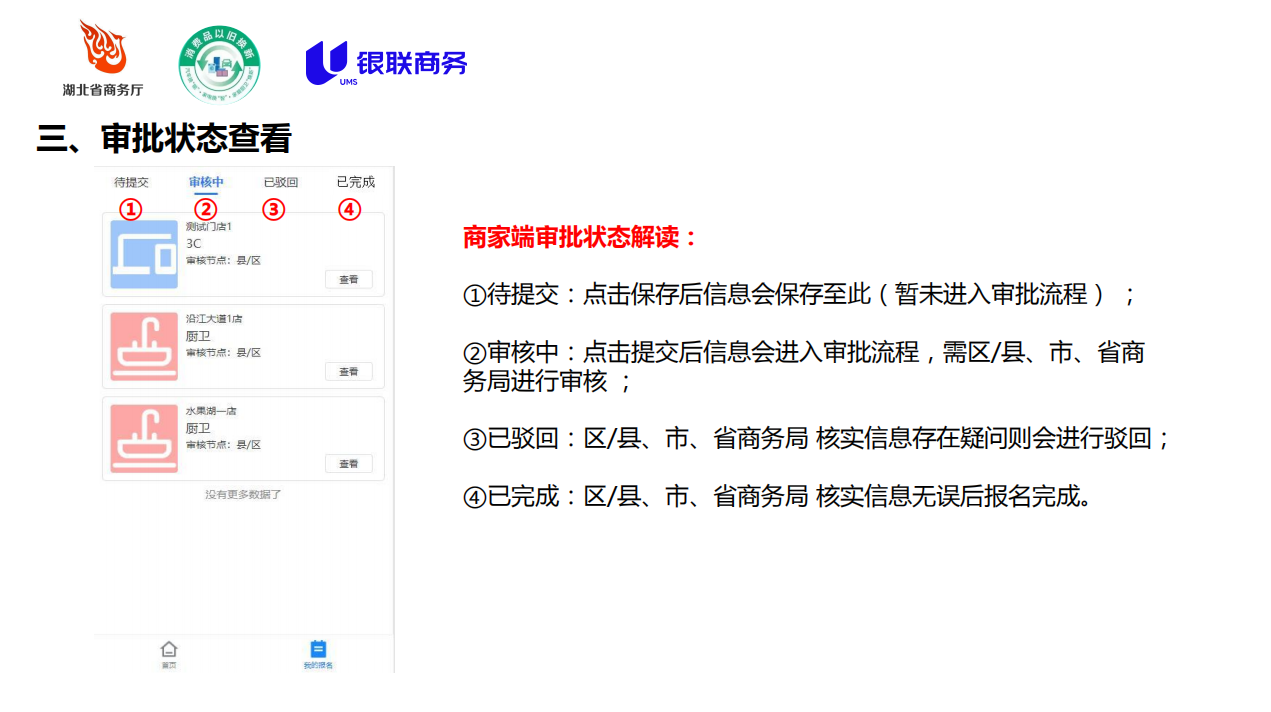 湖北省商务厅
消费品以旧换新
银联商务
UMS
三、审批状态查看
待提交 审核中 已驳回 已完成
① ② ③ ④
测试门店1
3C
审核节点：县/区
查看
沿江大道1店
厨卫
审核节点：县/区
查看
水果湖一店
厨卫
审核节点：县/区
查看
没有更多数据了
首页 我的报名
商家端审批状态解读：
①待提交：点击保存后信息会保存至此（暂未进入审批流程）；
②审核中：点击提交后信息会进入审批流程，需区/县、市、省商
务局进行审核 ；
③已驳回：区/县、市、省商务局 核实信息存在疑问则会进行驳回；
④已完成：区/县、市、省商务局 核实信息无误后报名完成。